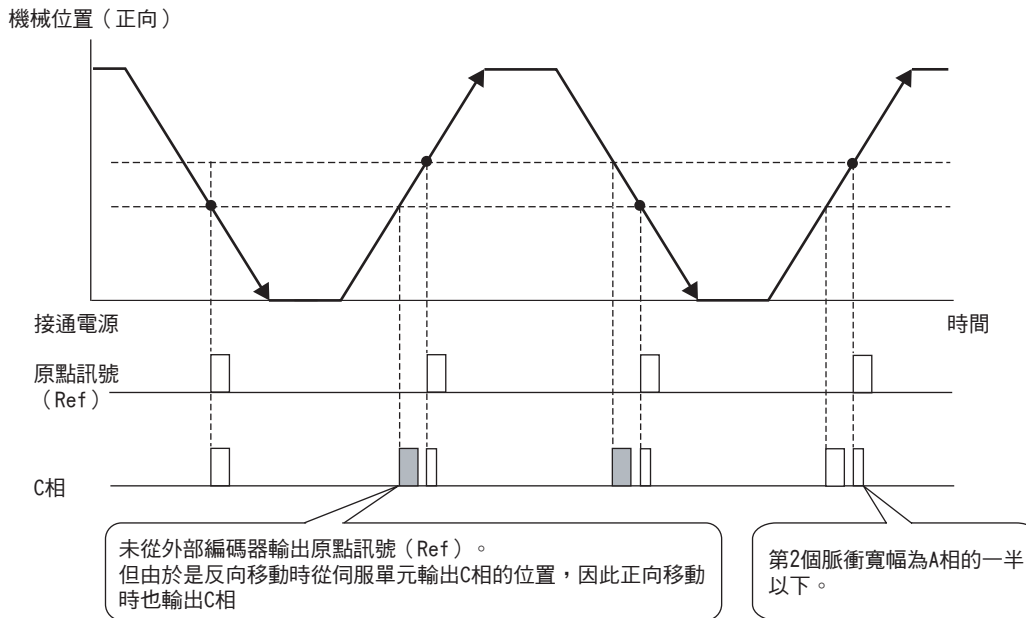 機械位置（正向）
接通電源
時間
原點訊號
（Ref）
C相
未從外部編碼器輸出原點訊號（Ref）。
但由於是反向移動時從伺服單元輸出C相的位置，因此正向移動
時也輸出C相
第2個脈衝寬幅為A相的一半
以下。